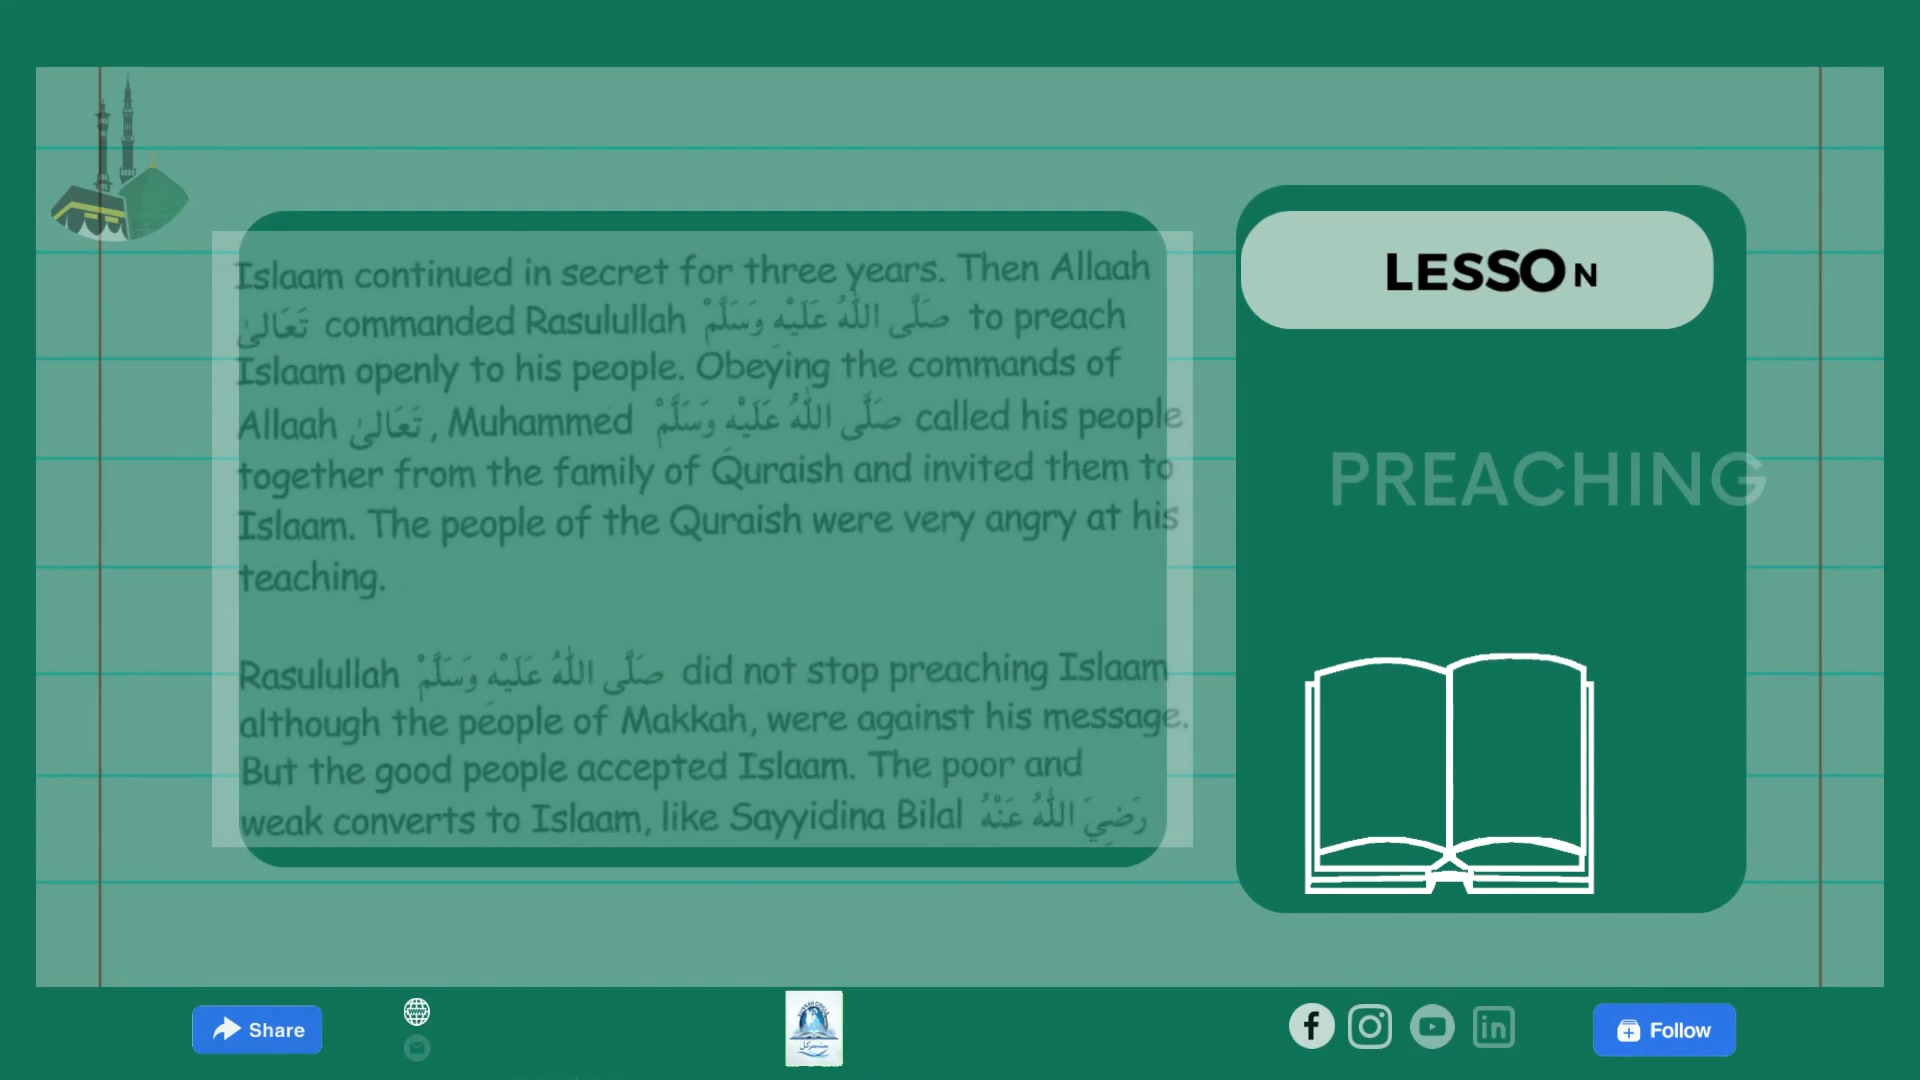 Islaam continued in secret for three years. Then Allaah
تَعَالىٰ commanded Rasulullah صَلَّى اللّٰهُ عَلَيْهِ وَسَلَّمْ to preach
Islaam openly to his people. Obeying the commands of
Allaah تَعَالىٰ, Muhammed صَلَّى اللّٰهُ عَلَيْهِ وَسَلَّمْ called his people
together from the family of Quraish and invited them to
Islaam. The people of the Quraish were very angry at his
teaching.
Rasulullah صَلَّى اللّٰهُ عَلَيْهِ وَسَلَّمْ did not stop preaching Islaam
although the people of Makkah, were against his message.
But the good people accepted Islaam. The poor and
weak converts to Islaam, like Sayyidina Bilal رَضِيَ اللّٰهُ عَنْهُ
LESSON
PREACHING
Share
Follow